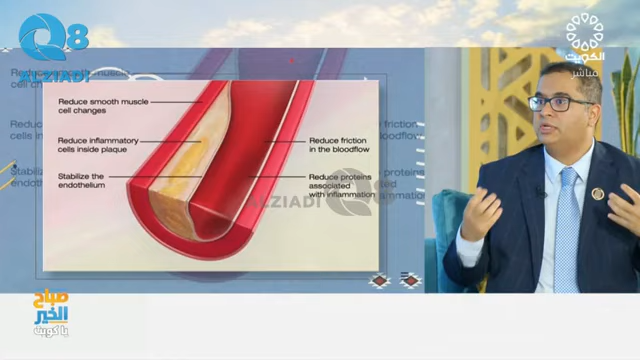 Q8
ALZIADI
الكويت
مباشر
Reduce smooth muscle
cell changes
Reduce inflammatory
cells inside plaque
Stabilize the
endothelium
Reduce friction
in the bloodflow
Reduce proteins
associated
with inflammation
ALZIADI Q8
صباح
الخير
يا كويت